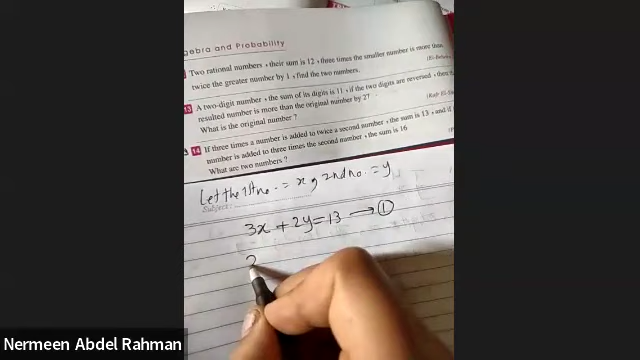 gebra and Probability
Two rational numbers , their sum is 12 , three times the smaller number is more than
twice the greater number by 1 , find the two numbers.
13 A two-digit number , the sum of its digits is 11 , if the two digits are reversed , then
resulted number is more than the original number by 27
What is the original number ?
14 If three times a number is added to twice a second number , the sum is 13 , and if
number is added to three times the second number , the sum is 16
What are two numbers ?
Let the 1st no. = x , 2nd no. = y
Subject:
3x + 2y = 13 → ①
Nermeen Abdel Rahman